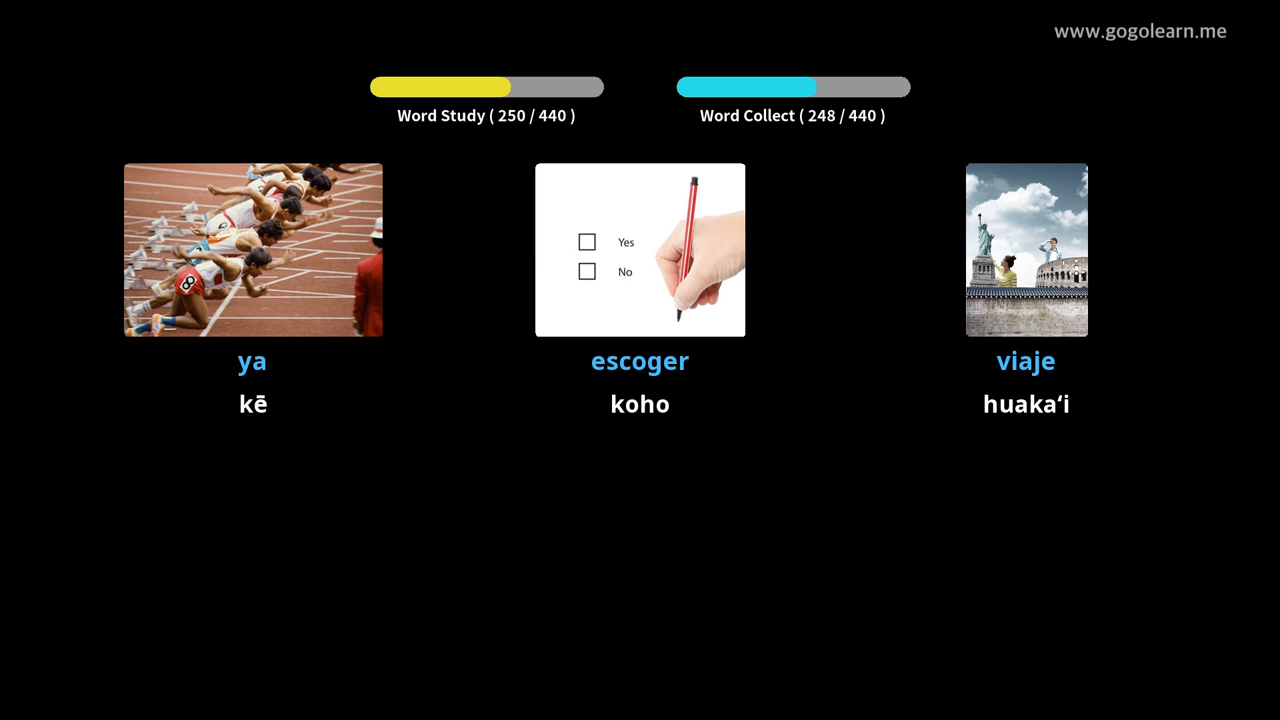 www.gogolearn.me
Word Study ( 250 / 440 )
Word Collect ( 248 / 440 )
8
Yes
No
ya
escoger
viaje
kē
koho
huakaʻi